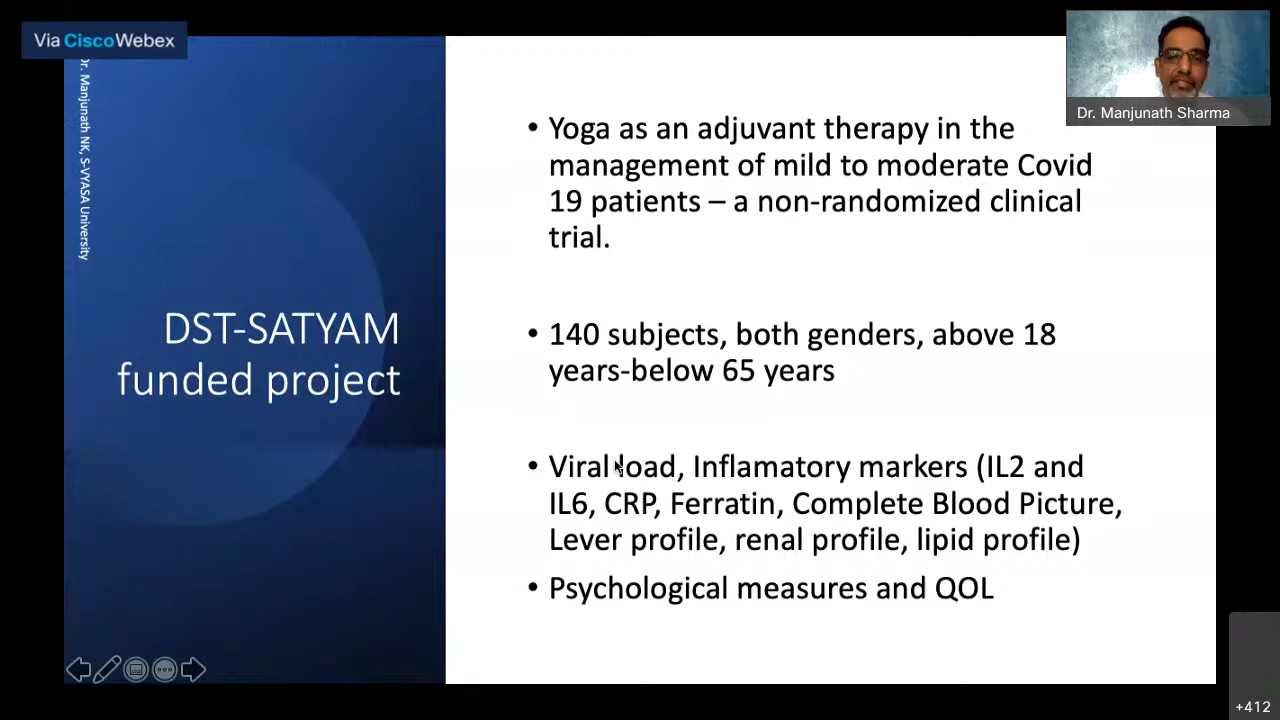 Via Cisco Webex
Dr. Manjunath NK, S-VYASA University
DST-SATYAM
funded project
• Yoga as an adjuvant therapy in the
management of mild to moderate Covid
19 patients – a non-randomized clinical
trial.
• 140 subjects, both genders, above 18
years-below 65 years
• Viral load, Inflamatory markers (IL2 and
IL6, CRP, Ferratin, Complete Blood Picture,
Lever profile, renal profile, lipid profile)
• Psychological measures and QOL
Dr. Manjunath Sharma
+412